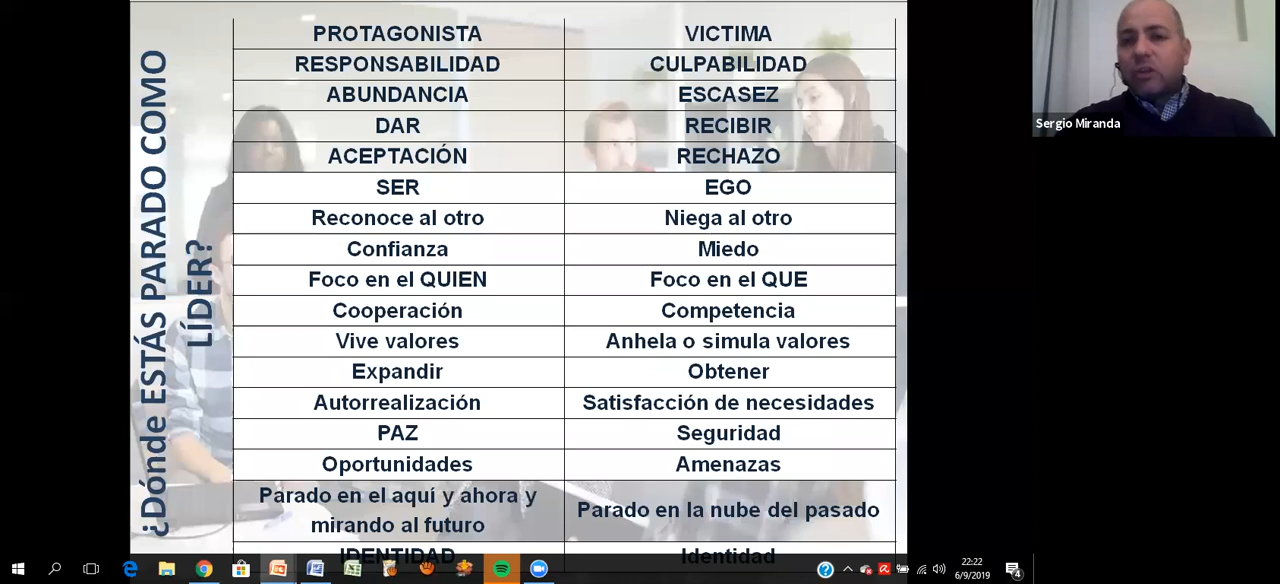 ¿Dónde ESTÁS PARADO COMO
LÍDER?
PROTAGONISTA VICTIMA
RESPONSABILIDAD CULPABILIDAD
ABUNDANCIA ESCASEZ
DAR RECIBIR
ACEPTACIÓN RECHAZO
SER EGO
Reconoce al otro Niega al otro
Confianza Miedo
Foco en el QUIEN Foco en el QUE
Cooperación Competencia
Vive valores Anhela o simula valores
Expandir Obtener
Autorrealización Satisfacción de necesidades
PAZ Seguridad
Oportunidades Amenazas
Parado en el aquí y ahora y
mirando al futuro
Parado en la nube del pasado
IDENTIDAD Identidad
Sergio Miranda
22:22
6/9/2019
4